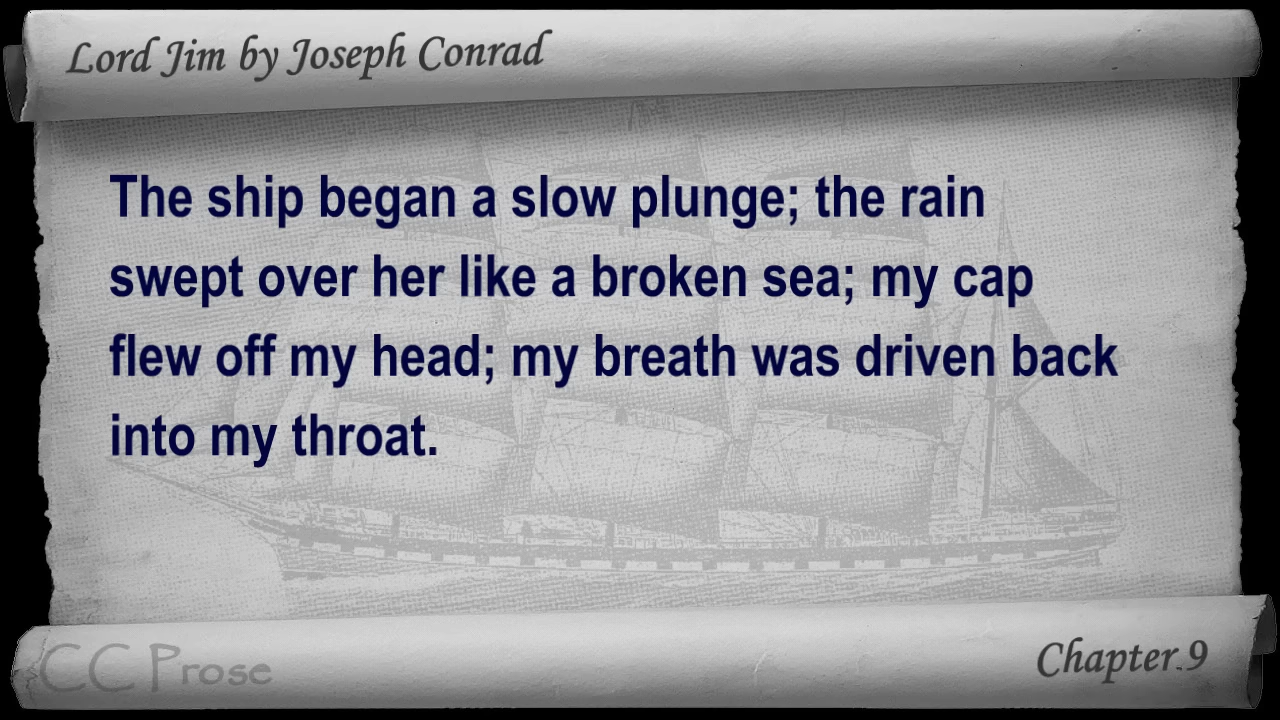 Lord Jim by Joseph Conrad
The ship began a slow plunge; the rain
swept over her like a broken sea; my cap
flew off my head; my breath was driven back
into my throat.
CC Prose
Chapter 9